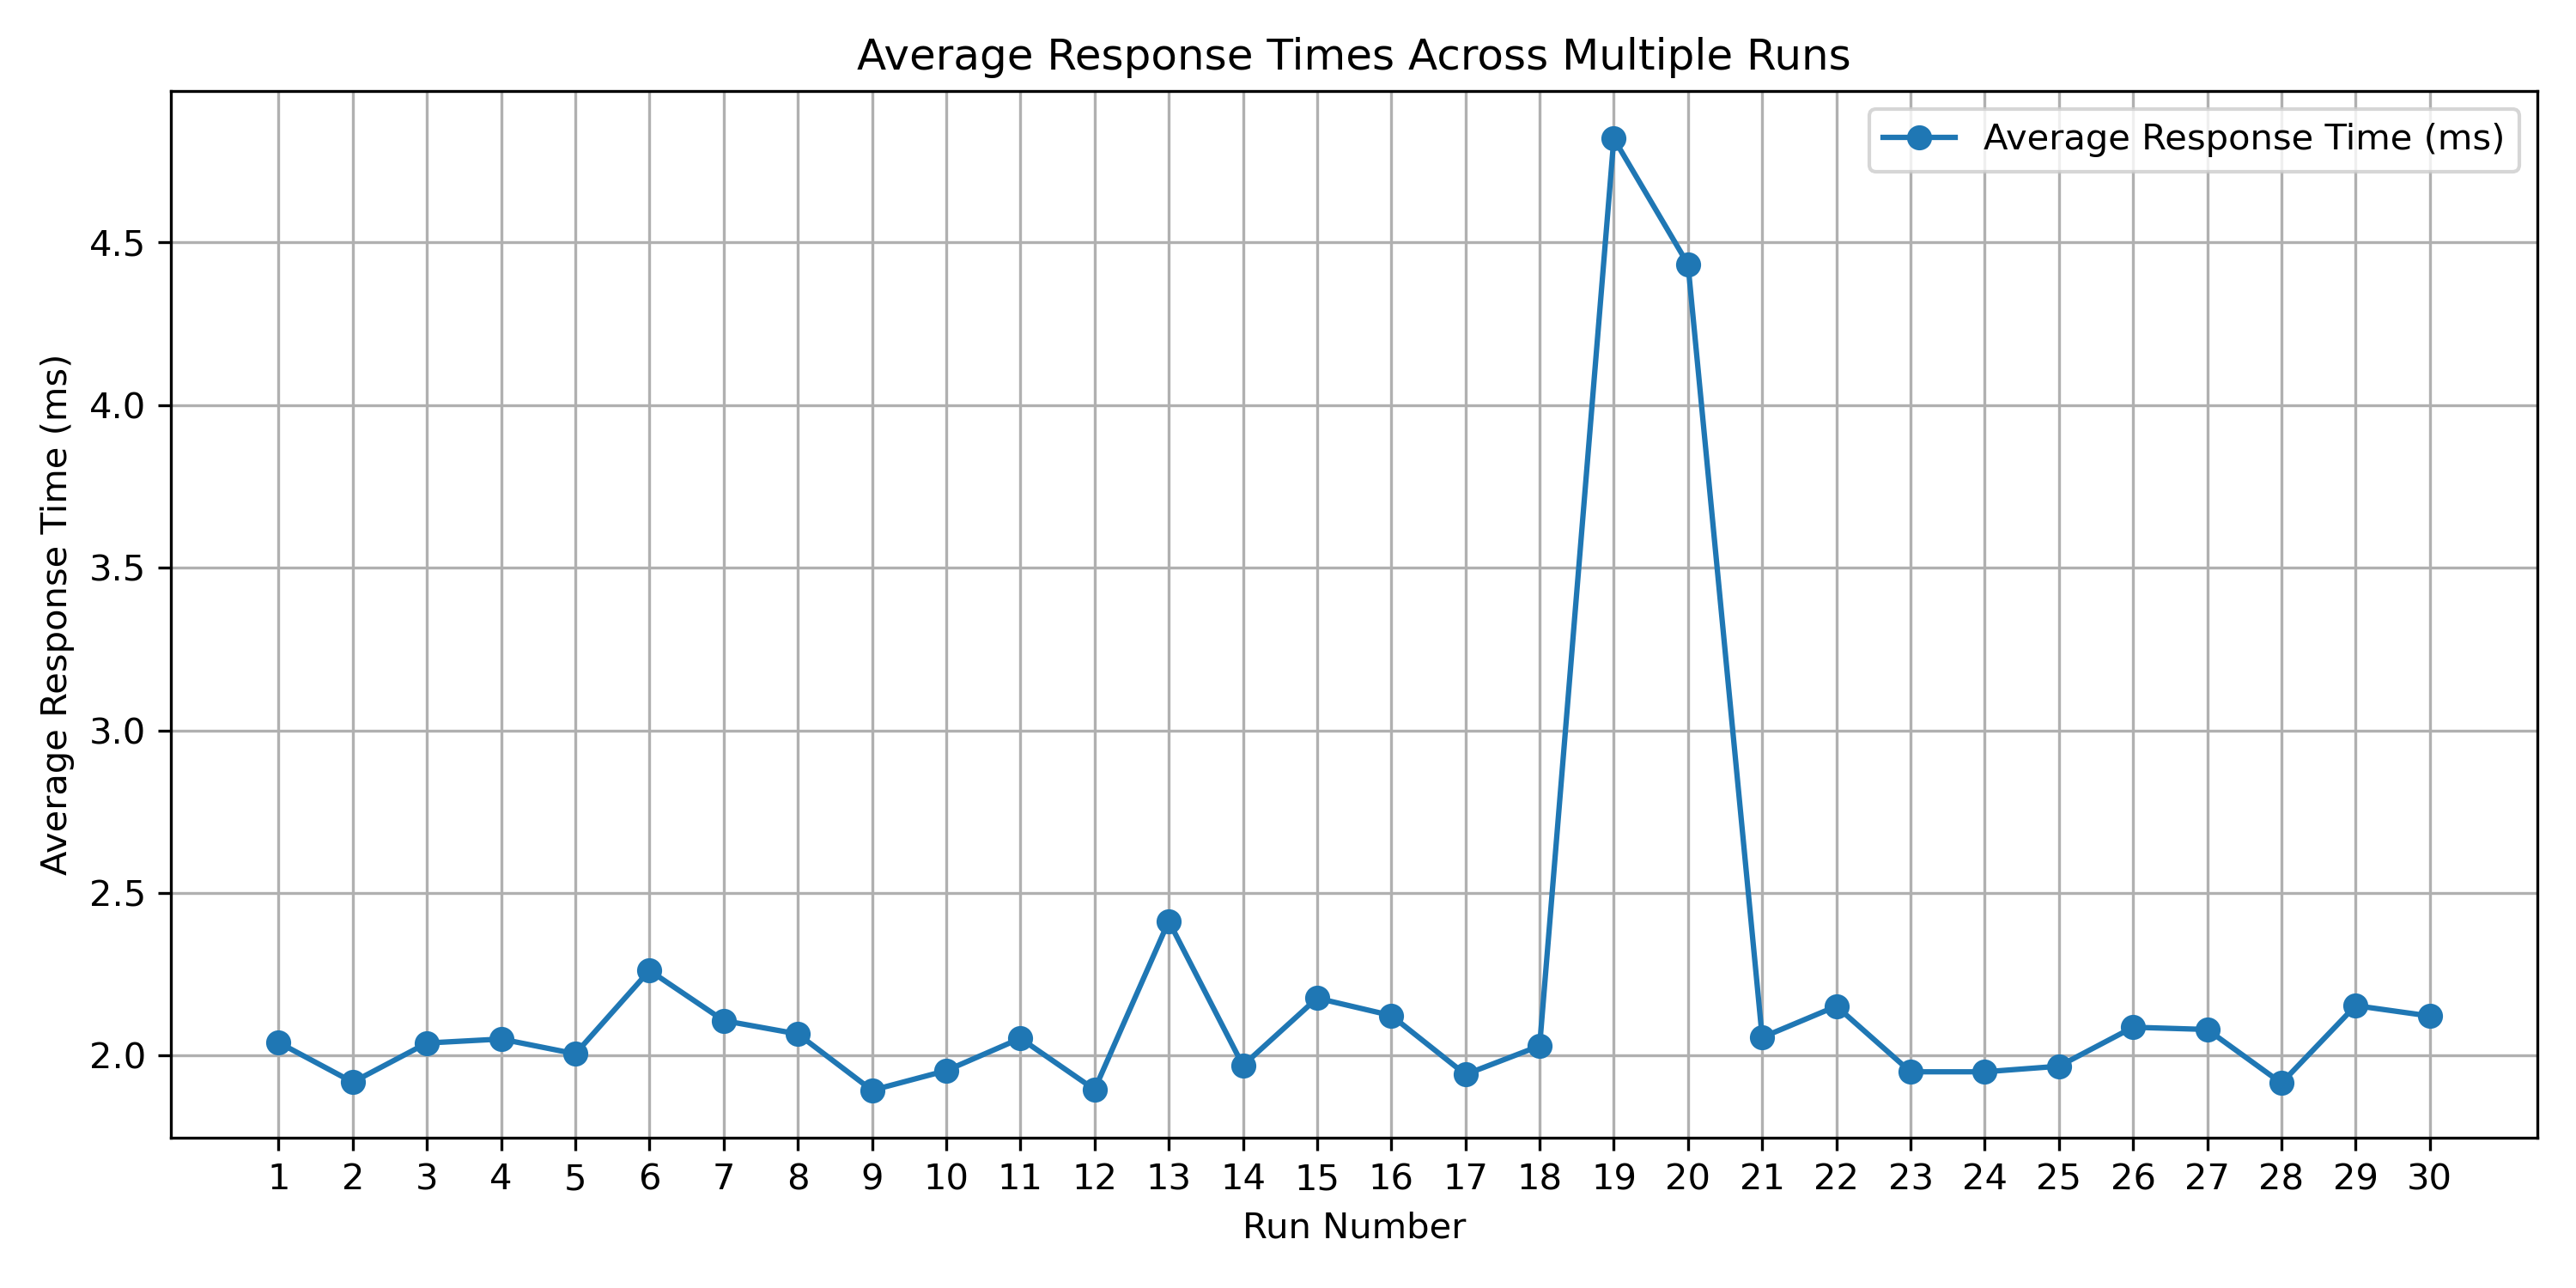 Average Response Times Across Multiple Runs
Average Response Time (ms)
4.5
4.0
3.5
3.0
2.5
2.0
Average Response Time (ms)
1 2 3 4 5 6 7 8 9 10 11 12 13 14 15 16 17 18 19 20 21 22 23 24 25 26 27 28 29 30
Run Number